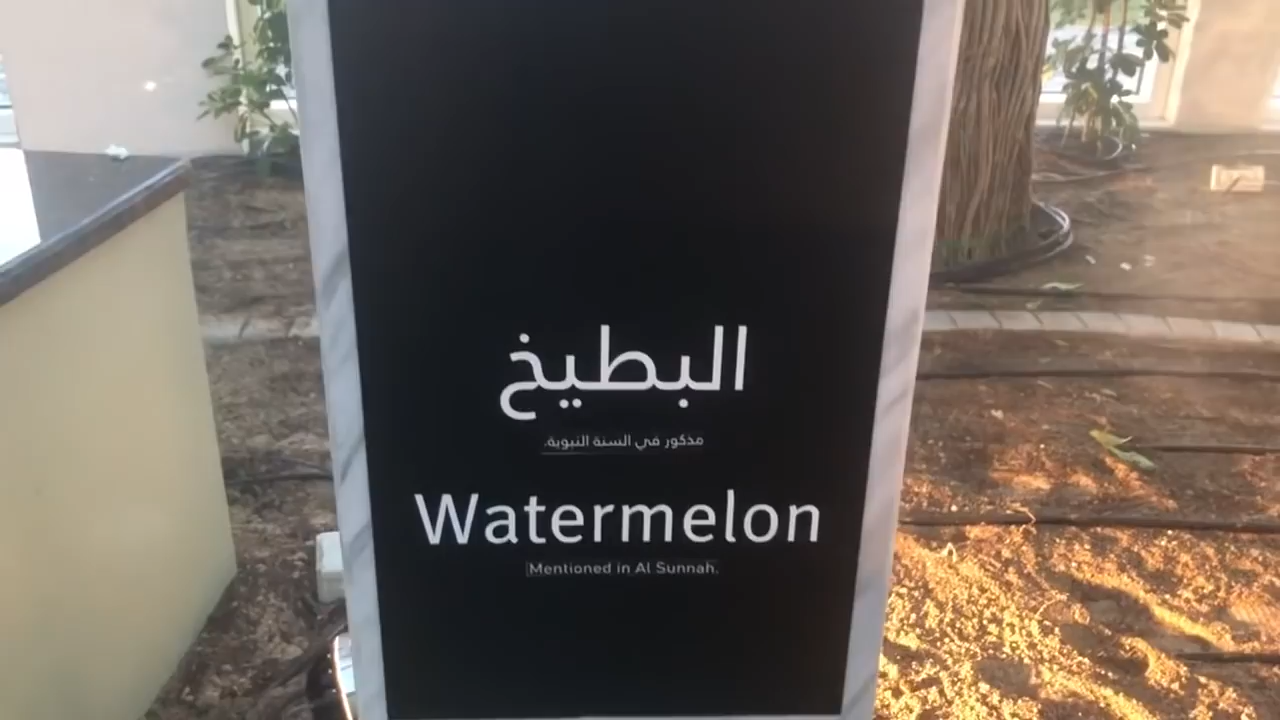 البطيخ
مذكور في السنة النبوية.
Watermelon
Mentioned in Al Sunnah.